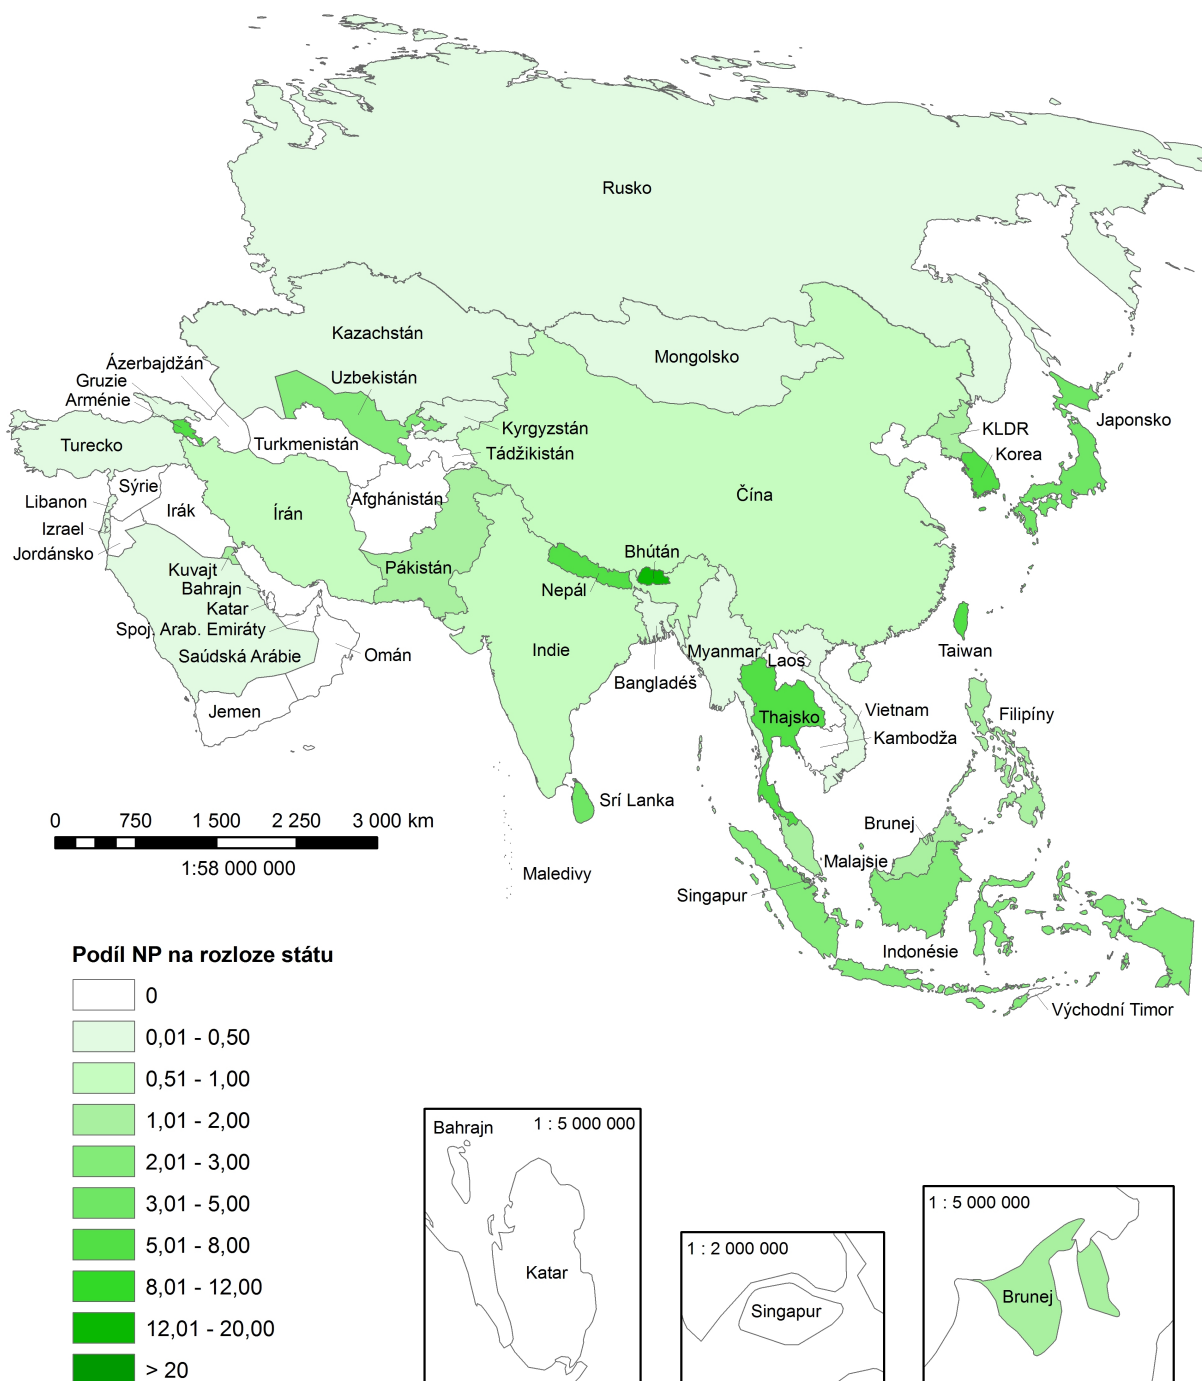 Rusko
Kazachstán
Mongolsko
Ázerbajdžán
Gruzie
Arménie
Uzbekistán
Turecko
Turkmenistán
Kyrgyzstán
Tádžikistán
KLDR
Korea
Japonsko
Sýrie
Libanon
Irák
Írán
Afghánistán
Čína
Izrael
Jordánsko
Kuvajt
Bahrajn
Katar
Pákistán
Bhútán
Nepál
Spoj. Arab. Emiráty
Saúdská Arábie
Omán
Jemen
Indie
Bangladéš
Myanmar
Laos
Taiwan
Thajsko
Vietnam
Kambodža
Filipíny
Srí Lanka
Maledivy
Brunej
Malajsie
Singapur
Indonésie
Východní Timor
0 750 1 500 2 250 3 000 km
1:58 000 000
Podíl NP na rozloze státu
0
0,01 - 0,50
0,51 - 1,00
1,01 - 2,00
2,01 - 3,00
3,01 - 5,00
5,01 - 8,00
8,01 - 12,00
12,01 - 20,00
> 20
Bahrajn
1 : 5 000 000
Katar
1 : 2 000 000
Singapur
1 : 5 000 000
Brunej